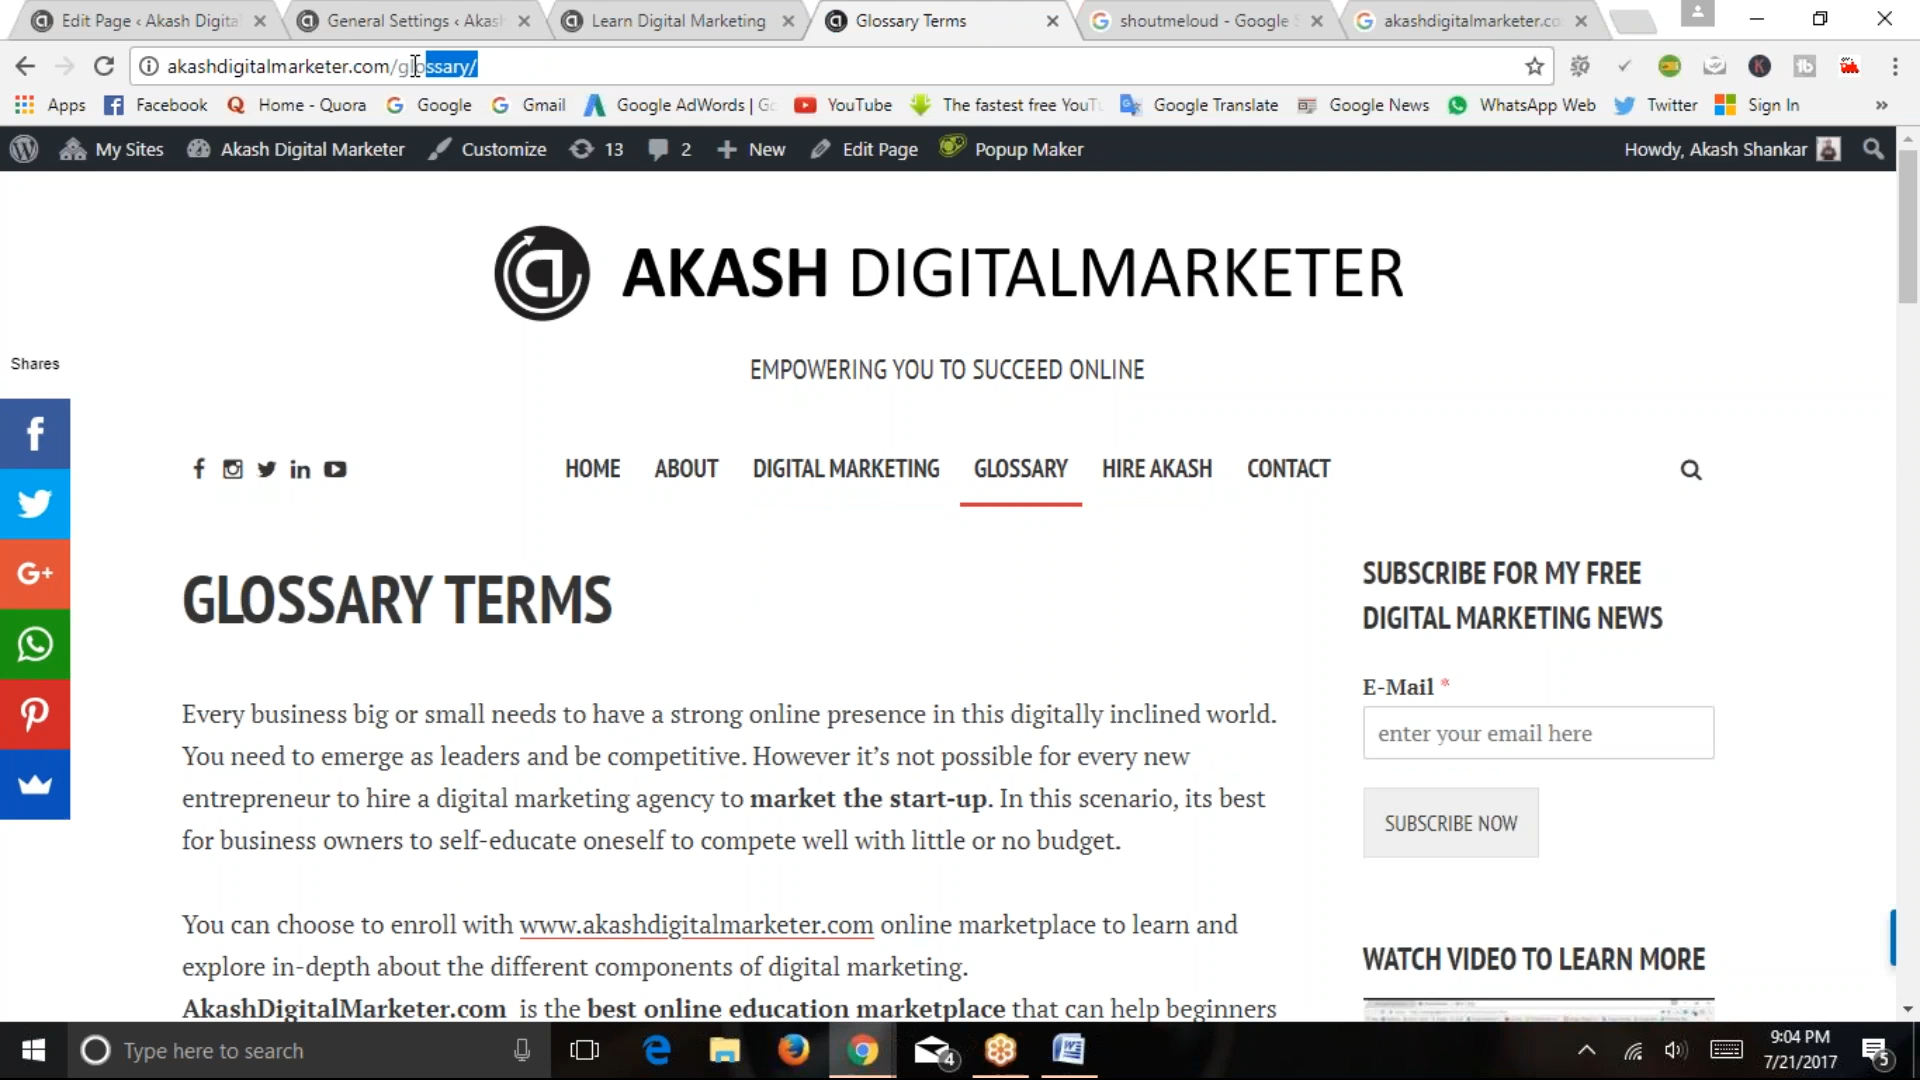 Edit Page ‹ Akash Digital
General Settings ‹ Akas
Learn Digital Marketing
Glossary Terms
shoutmeloud - Google S
akashdigitalmarketer.co
akashdigitalmarketer.com/glossary/
Apps
Facebook
Home - Quora
Google
Gmail
Google AdWords | Go
YouTube
The fastest free YouTu
Google Translate
Google News
WhatsApp Web
Twitter
Sign In
My Sites
Akash Digital Marketer
Customize
13
2
New
Edit Page
Popup Maker
Howdy, Akash Shankar
AKASH DIGITALMARKETER
EMPOWERING YOU TO SUCCEED ONLINE
Shares
HOME
ABOUT
DIGITAL MARKETING
GLOSSARY
HIRE AKASH
CONTACT
GLOSSARY TERMS
Every business big or small needs to have a strong online presence in this digitally inclined world.
You need to emerge as leaders and be competitive. However it’s not possible for every new
entrepreneur to hire a digital marketing agency to market the start-up. In this scenario, its best
for business owners to self-educate oneself to compete well with little or no budget.
You can choose to enroll with www.akashdigitalmarketer.com online marketplace to learn and
explore in-depth about the different components of digital marketing.
AkashDigitalMarketer.com is the best online education marketplace that can help beginners
SUBSCRIBE FOR MY FREE
DIGITAL MARKETING NEWS
E-Mail *
enter your email here
SUBSCRIBE NOW
WATCH VIDEO TO LEARN MORE
Type here to search
4
9:04 PM
7/21/2017
5